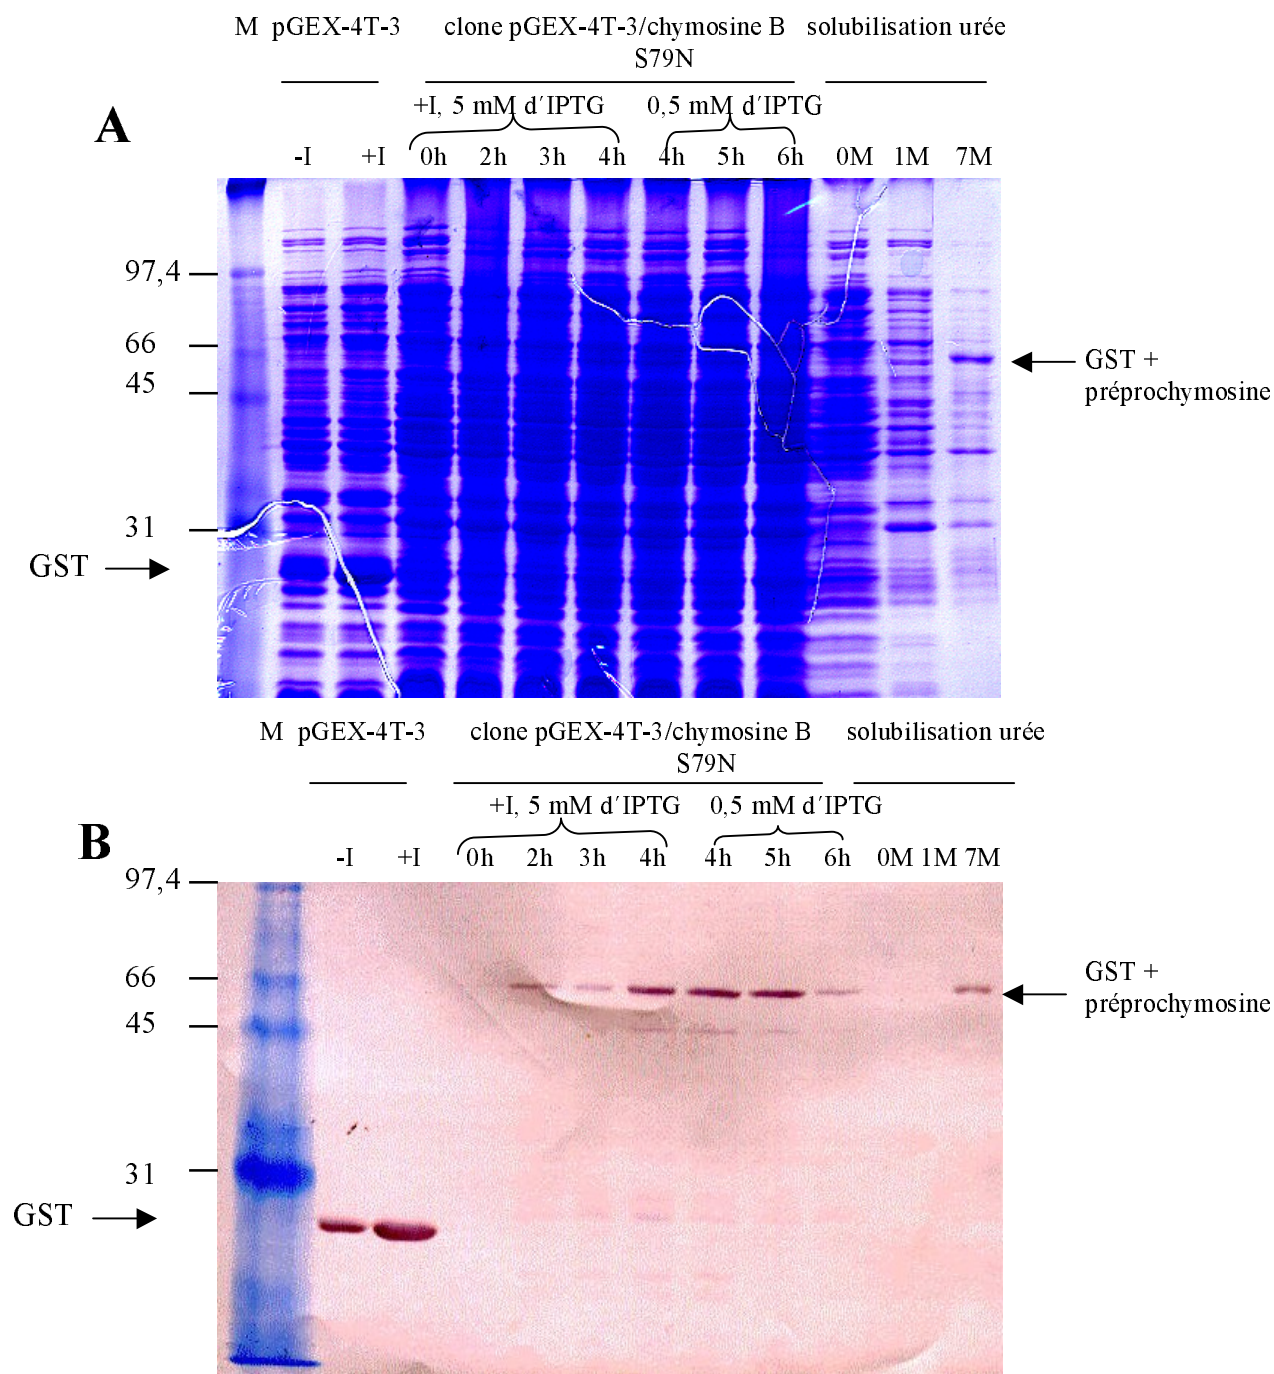 M pGEX-4T-3 clone pGEX-4T-3/chymosine B solubilisation urée
S79N
A
+I, 5 mM d´IPTG 0,5 mM d´IPTG
-I +I 0h 2h 3h 4h 4h 5h 6h 0M 1M 7M
97,4
66
GST +
préprochymosine
45
31
GST
M pGEX-4T-3 clone pGEX-4T-3/chymosine B solubilisation urée
S79N
+I, 5 mM d´IPTG 0,5 mM d´IPTG
B
-I +I 0h 2h 3h 4h 4h 5h 6h 0M 1M 7M
97,4
66
GST +
préprochymosine
45
31
GST